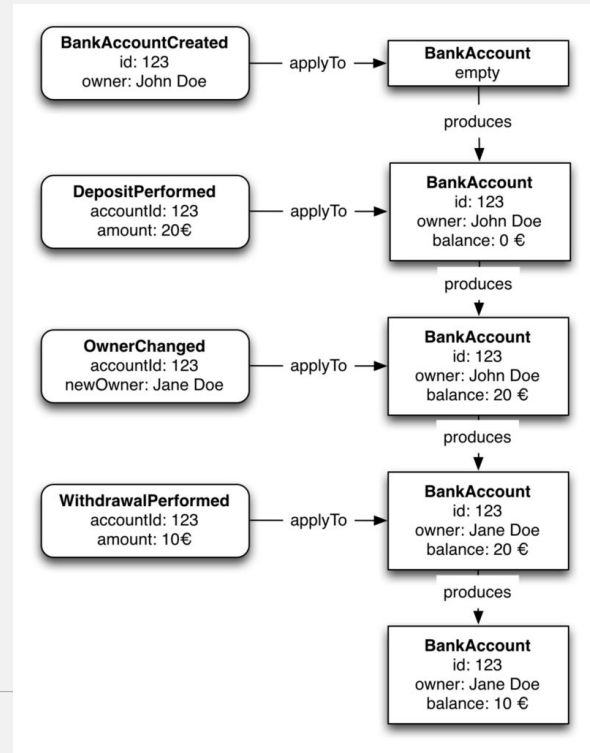 BankAccountCreated
id: 123
owner: John Doe
applyTo
BankAccount
empty
produces
DepositPerformed
accountId: 123
amount: 20€
applyTo
BankAccount
id: 123
owner: John Doe
balance: 0 €
produces
OwnerChanged
accountId: 123
newOwner: Jane Doe
applyTo
BankAccount
id: 123
owner: John Doe
balance: 20 €
produces
WithdrawalPerformed
accountId: 123
amount: 10€
applyTo
BankAccount
id: 123
owner: Jane Doe
balance: 20 €
produces
BankAccount
id: 123
owner: Jane Doe
balance: 10 €